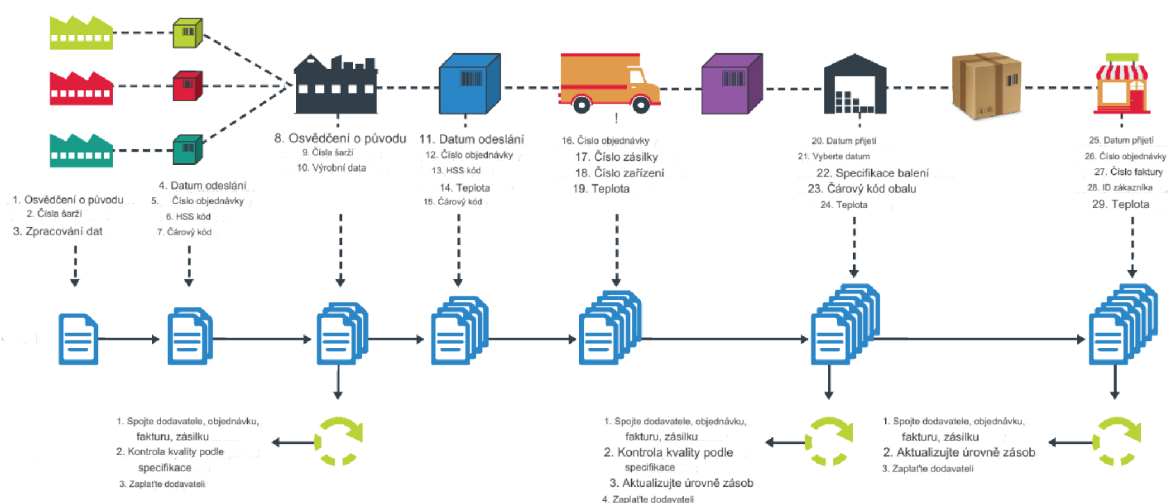 1. Osvědčení o původu
2. Čísla šarží
3. Zpracování dat
4. Datum odeslání
5. Číslo objednávky
6. HSS kód
7. Čárový kód
8. Osvědčení o původu
9. Čísla šarží
10. Výrobní data
11. Datum odeslání
12. Číslo objednávky
13. HSS kód
14. Teplota
15. Čárový kód
16. Číslo objednávky
17. Číslo zásilky
18. Číslo zařízení
19. Teplota
20. Datum přijetí
21. Vyberte datum
22. Specifikace balení
23. Čárový kód obalu
24. Teplota
25. Datum přijetí
26. Číslo objednávky
27. Číslo faktury
28. ID zákazníka
29. Teplota
1. Spojte dodavatele, objednávku,
fakturu, zásilku
2. Kontrola kvality podle
specifikace
3. Zaplaťte dodavateli
1. Spojte dodavatele, objednávku,
fakturu, zásilku
2. Kontrola kvality podle
specifikace
3. Aktualizujte úrovně zásob
4. Zaplaťte dodavateli
1. Spojte dodavatele, objednávku,
fakturu, zásilku
2. Aktualizujte úrovně zásob
3. Zaplaťte dodavateli